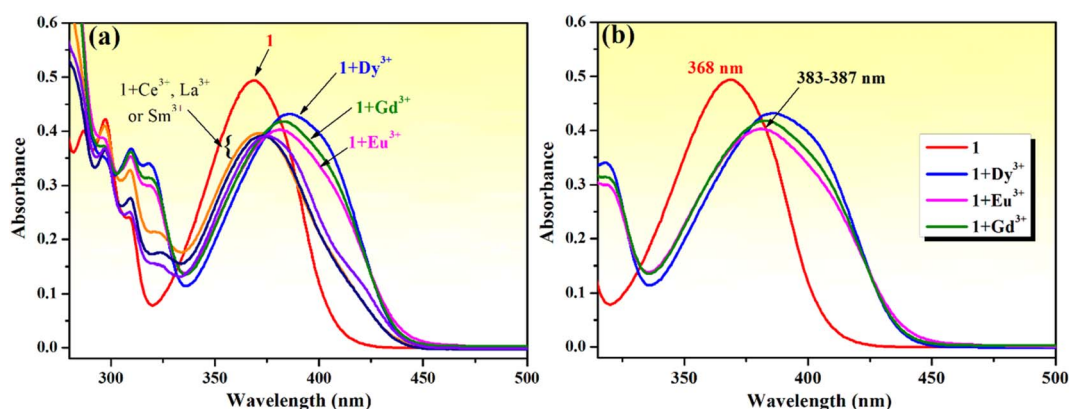 (a)
1
1+Dy³⁺
1+Ce³⁺, La³⁺
or Sm³⁺
1+Gd³⁺
1+Eu³⁺
{
0.6
0.5
0.4
0.3
0.2
0.1
0.0
Absorbance
300
350
400
450
500
Wavelength (nm)
(b)
368 nm
383-387 nm
1
1+Dy³⁺
1+Eu³⁺
1+Gd³⁺
0.6
0.5
0.4
0.3
0.2
0.1
0.0
Absorbance
350
400
450
500
Wavelength (nm)